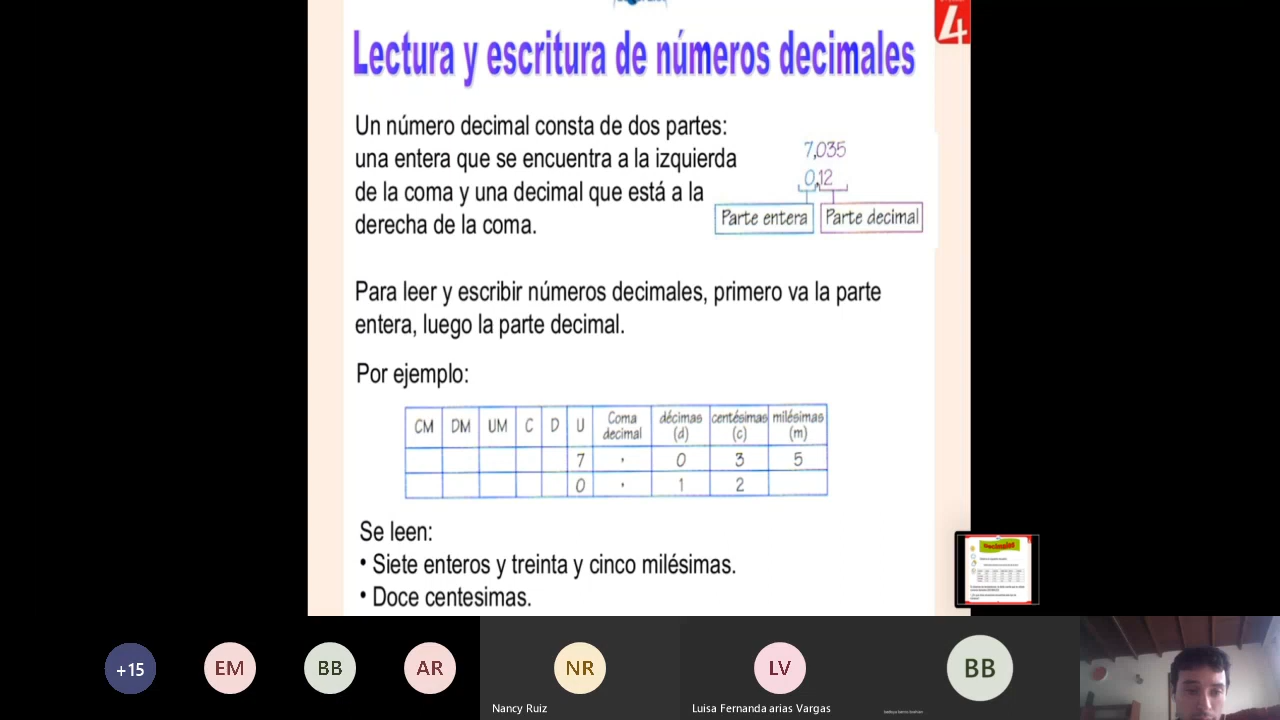 4
Lectura y escritura de números decimales
Un número decimal consta de dos partes:
una entera que se encuentra a la izquierda
de la coma y una decimal que está a la
derecha de la coma.
7,035
0,12
Parte entera Parte decimal
Para leer y escribir números decimales, primero va la parte
entera, luego la parte decimal.
Por ejemplo:
CM DM UM C D U Coma decimal décimas (d) centésimas (c) milésimas (m)
7 , 0 3 5
0 , 1 2
Se leen:
• Siete enteros y treinta y cinco milésimas.
• Doce centesimas.
Decimales
+15 EM BB AR NR LV BB
Nancy Ruiz Luisa Fernanda arias Vargas